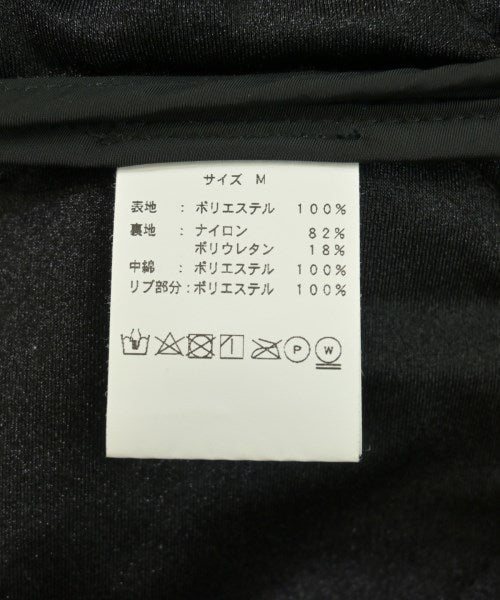 サイズ M
表地 : ポリエステル 100%
裏地 : ナイロン 82%
ポリウレタン 18%
中綿 : ポリエステル 100%
リブ部分 : ポリエステル 100%
P W